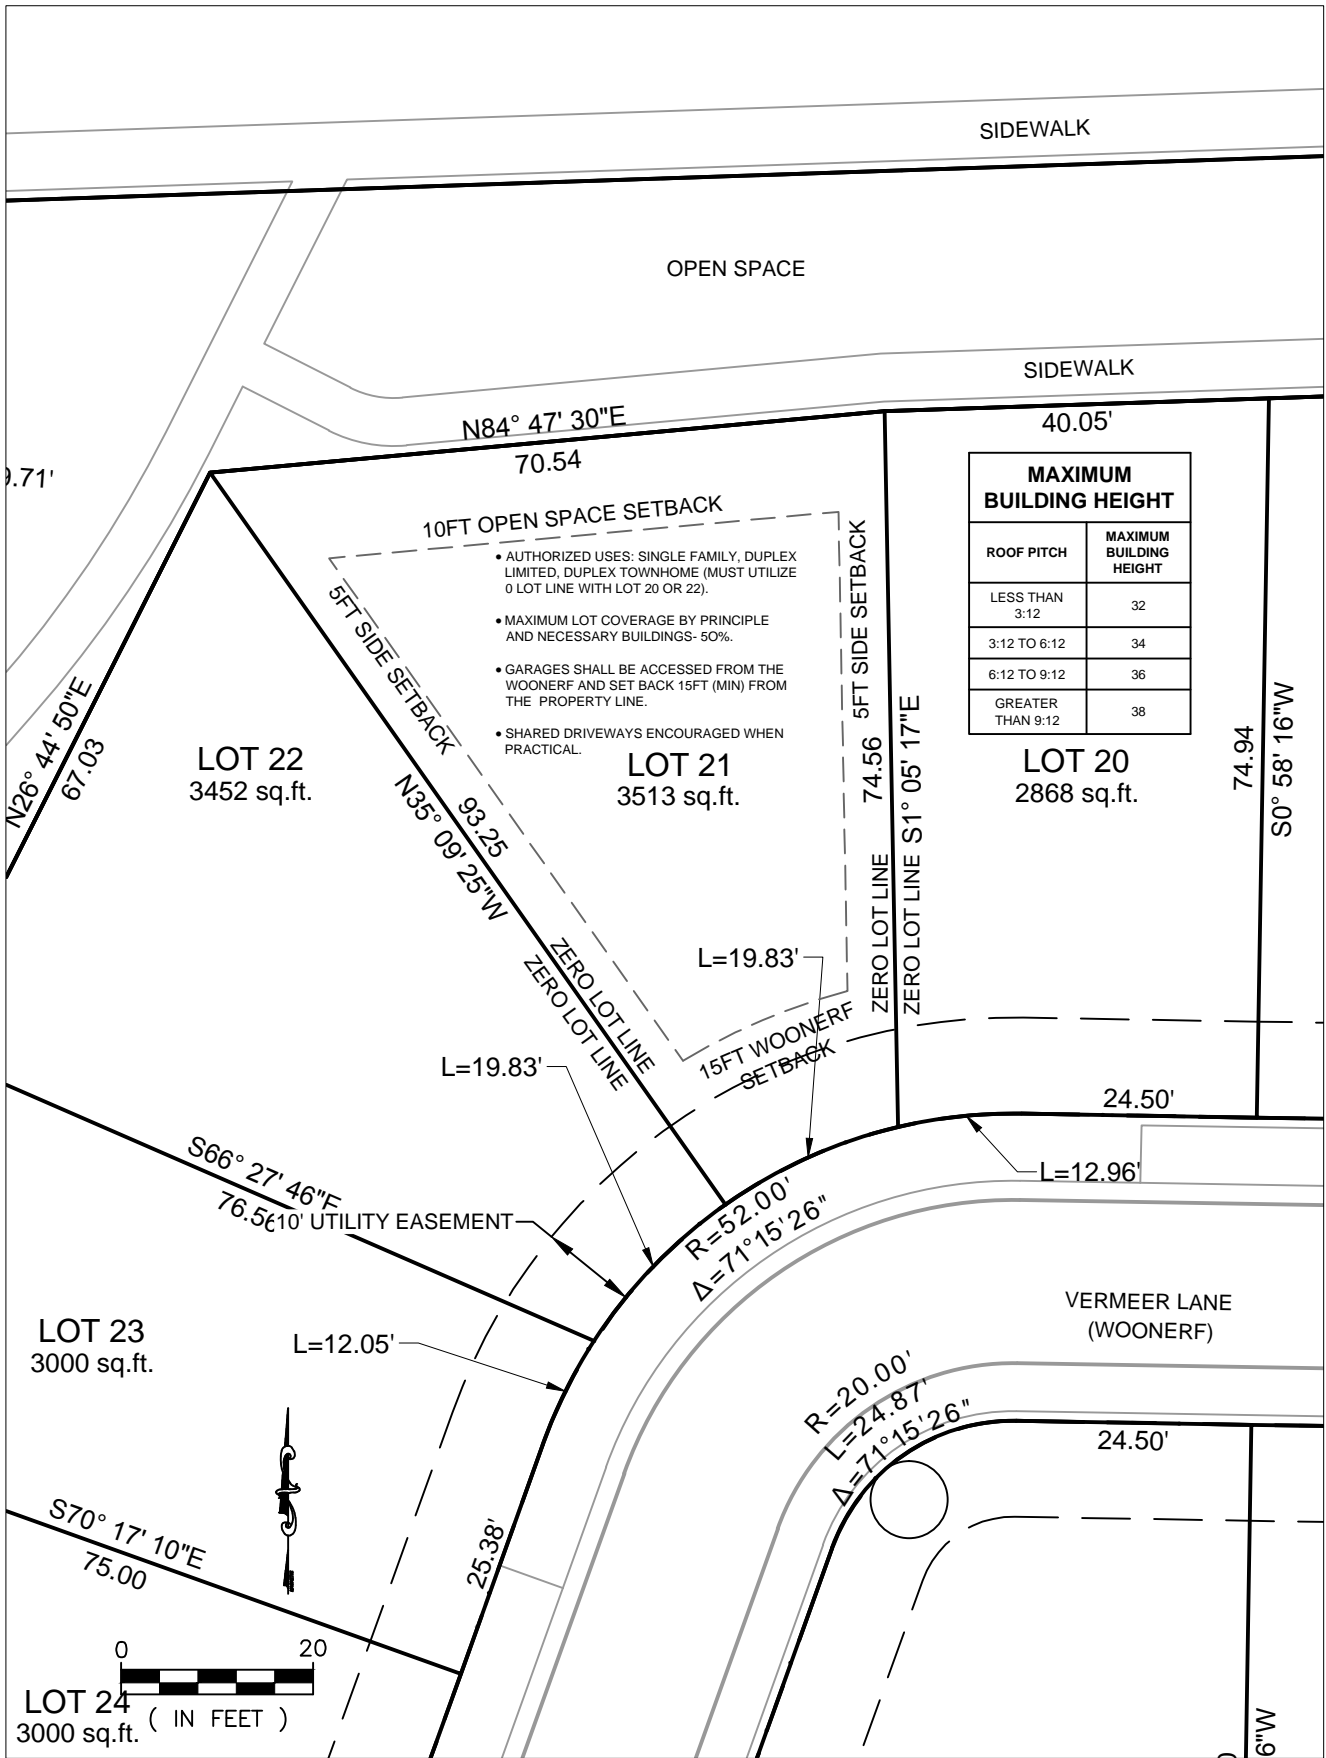 SIDEWALK
OPEN SPACE
SIDEWALK
N84° 47' 30"E
70.54
40.05'
9.71'
MAXIMUM
BUILDING HEIGHT
ROOF PITCH
MAXIMUM
BUILDING
HEIGHT
LESS THAN
3:12
32
3:12 TO 6:12
34
6:12 TO 9:12
36
GREATER
THAN 9:12
38
10FT OPEN SPACE SETBACK
• AUTHORIZED USES: SINGLE FAMILY, DUPLEX
LIMITED, DUPLEX TOWNHOME (MUST UTILIZE
0 LOT LINE WITH LOT 20 OR 22).
• MAXIMUM LOT COVERAGE BY PRINCIPLE
AND NECESSARY BUILDINGS- 50%.
• GARAGES SHALL BE ACCESSED FROM THE
WOONERF AND SET BACK 15FT (MIN) FROM
THE PROPERTY LINE.
• SHARED DRIVEWAYS ENCOURAGED WHEN
PRACTICAL.
5FT SIDE SETBACK
5FT SIDE SETBACK
N26° 44' 50"E
67.03
LOT 22
3452 sq.ft.
LOT 21
3513 sq.ft.
LOT 20
2868 sq.ft.
93.25
N35° 09' 25"W
74.56
S1° 05' 17"E
74.94
S0° 58' 16"W
ZERO LOT LINE
ZERO LOT LINE
ZERO LOT LINE
ZERO LOT LINE
L=19.83'
15FT WOONERF
SETBACK
L=19.83'
24.50'
L=12.96'
S66° 27' 46"E
76.56
10' UTILITY EASEMENT
R=52.00'
Δ=71°15'26"
LOT 23
3000 sq.ft.
L=12.05'
VERMEER LANE
(WOONERF)
R=20.00'
L=24.87'
Δ=71°15'26"
24.50'
S70° 17' 10"E
75.00
25.38'
0 20
( IN FEET )
LOT 24
3000 sq.ft.
0
6"W